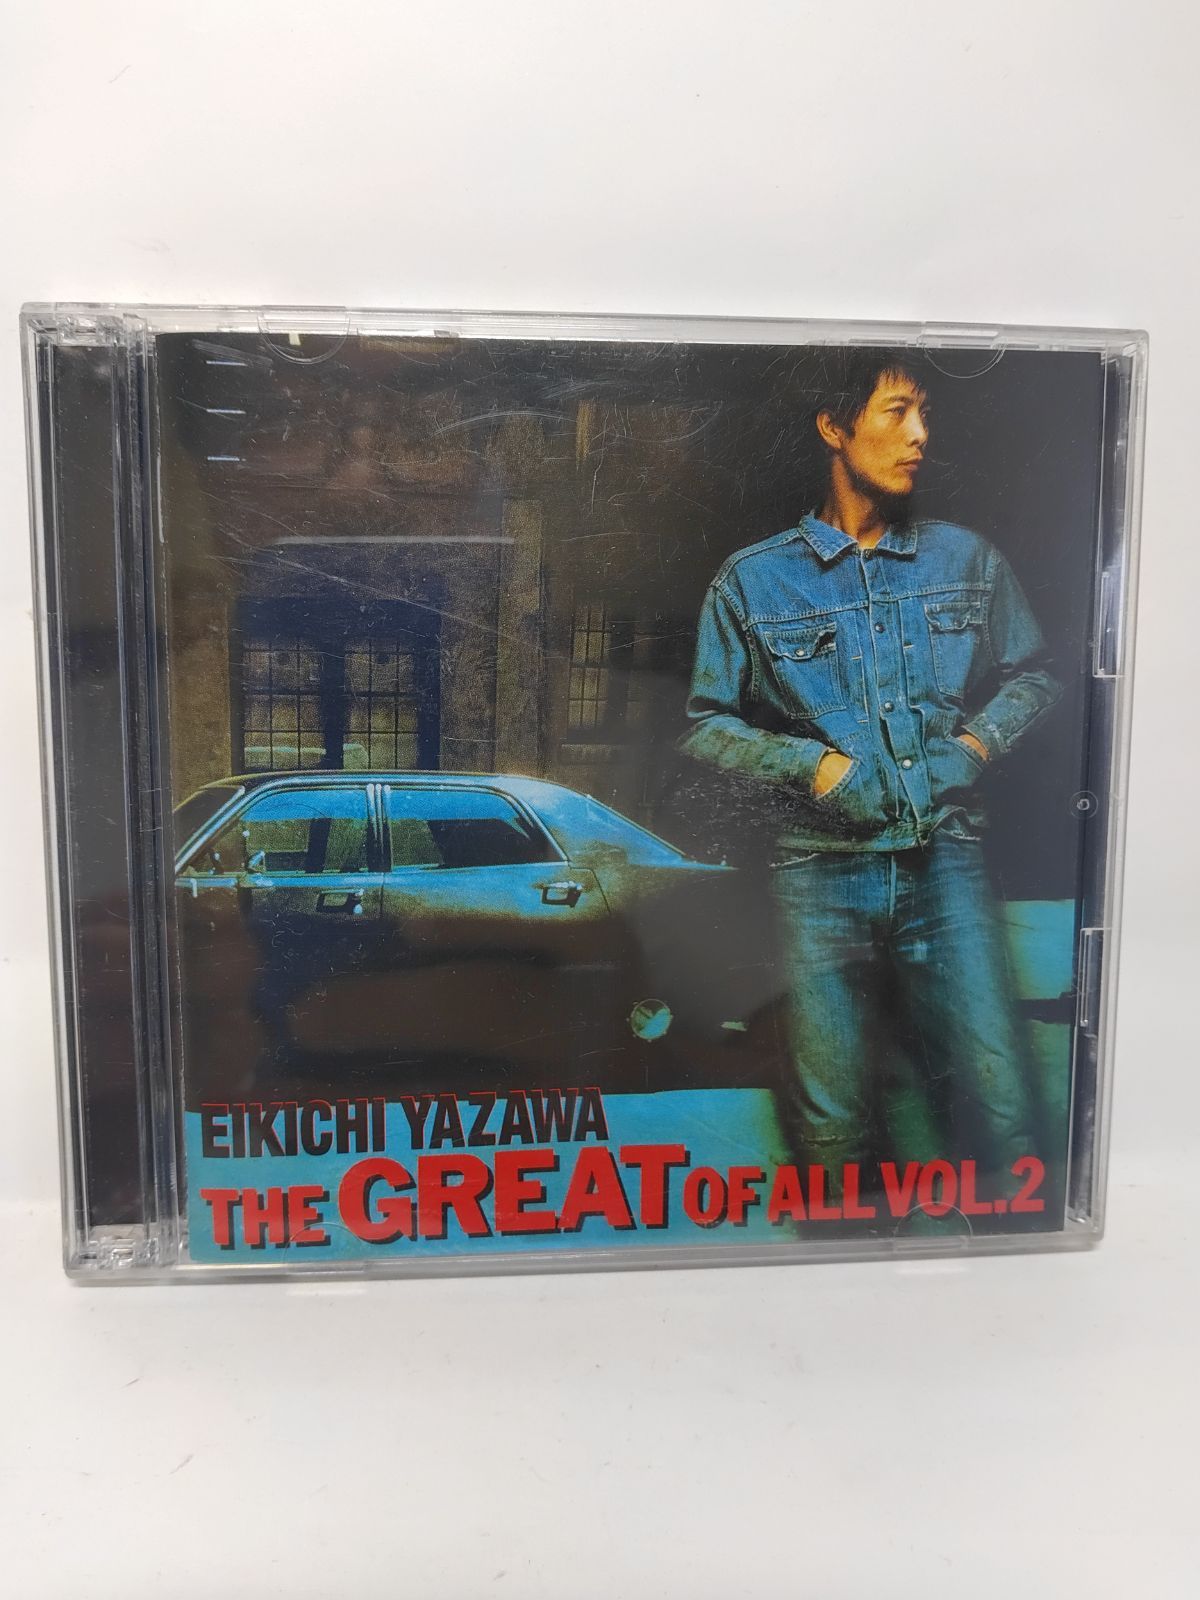 EIKICHI YAZAWA
THE GREAT OF ALL VOL.2